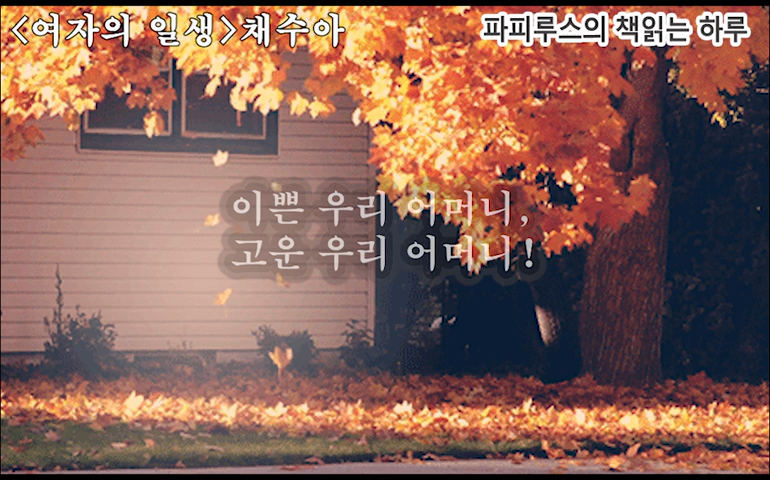 <여자의 일생>채수아
파피루스의 책읽는 하루
이쁜 우리 어머니,
고운 우리 어머니!